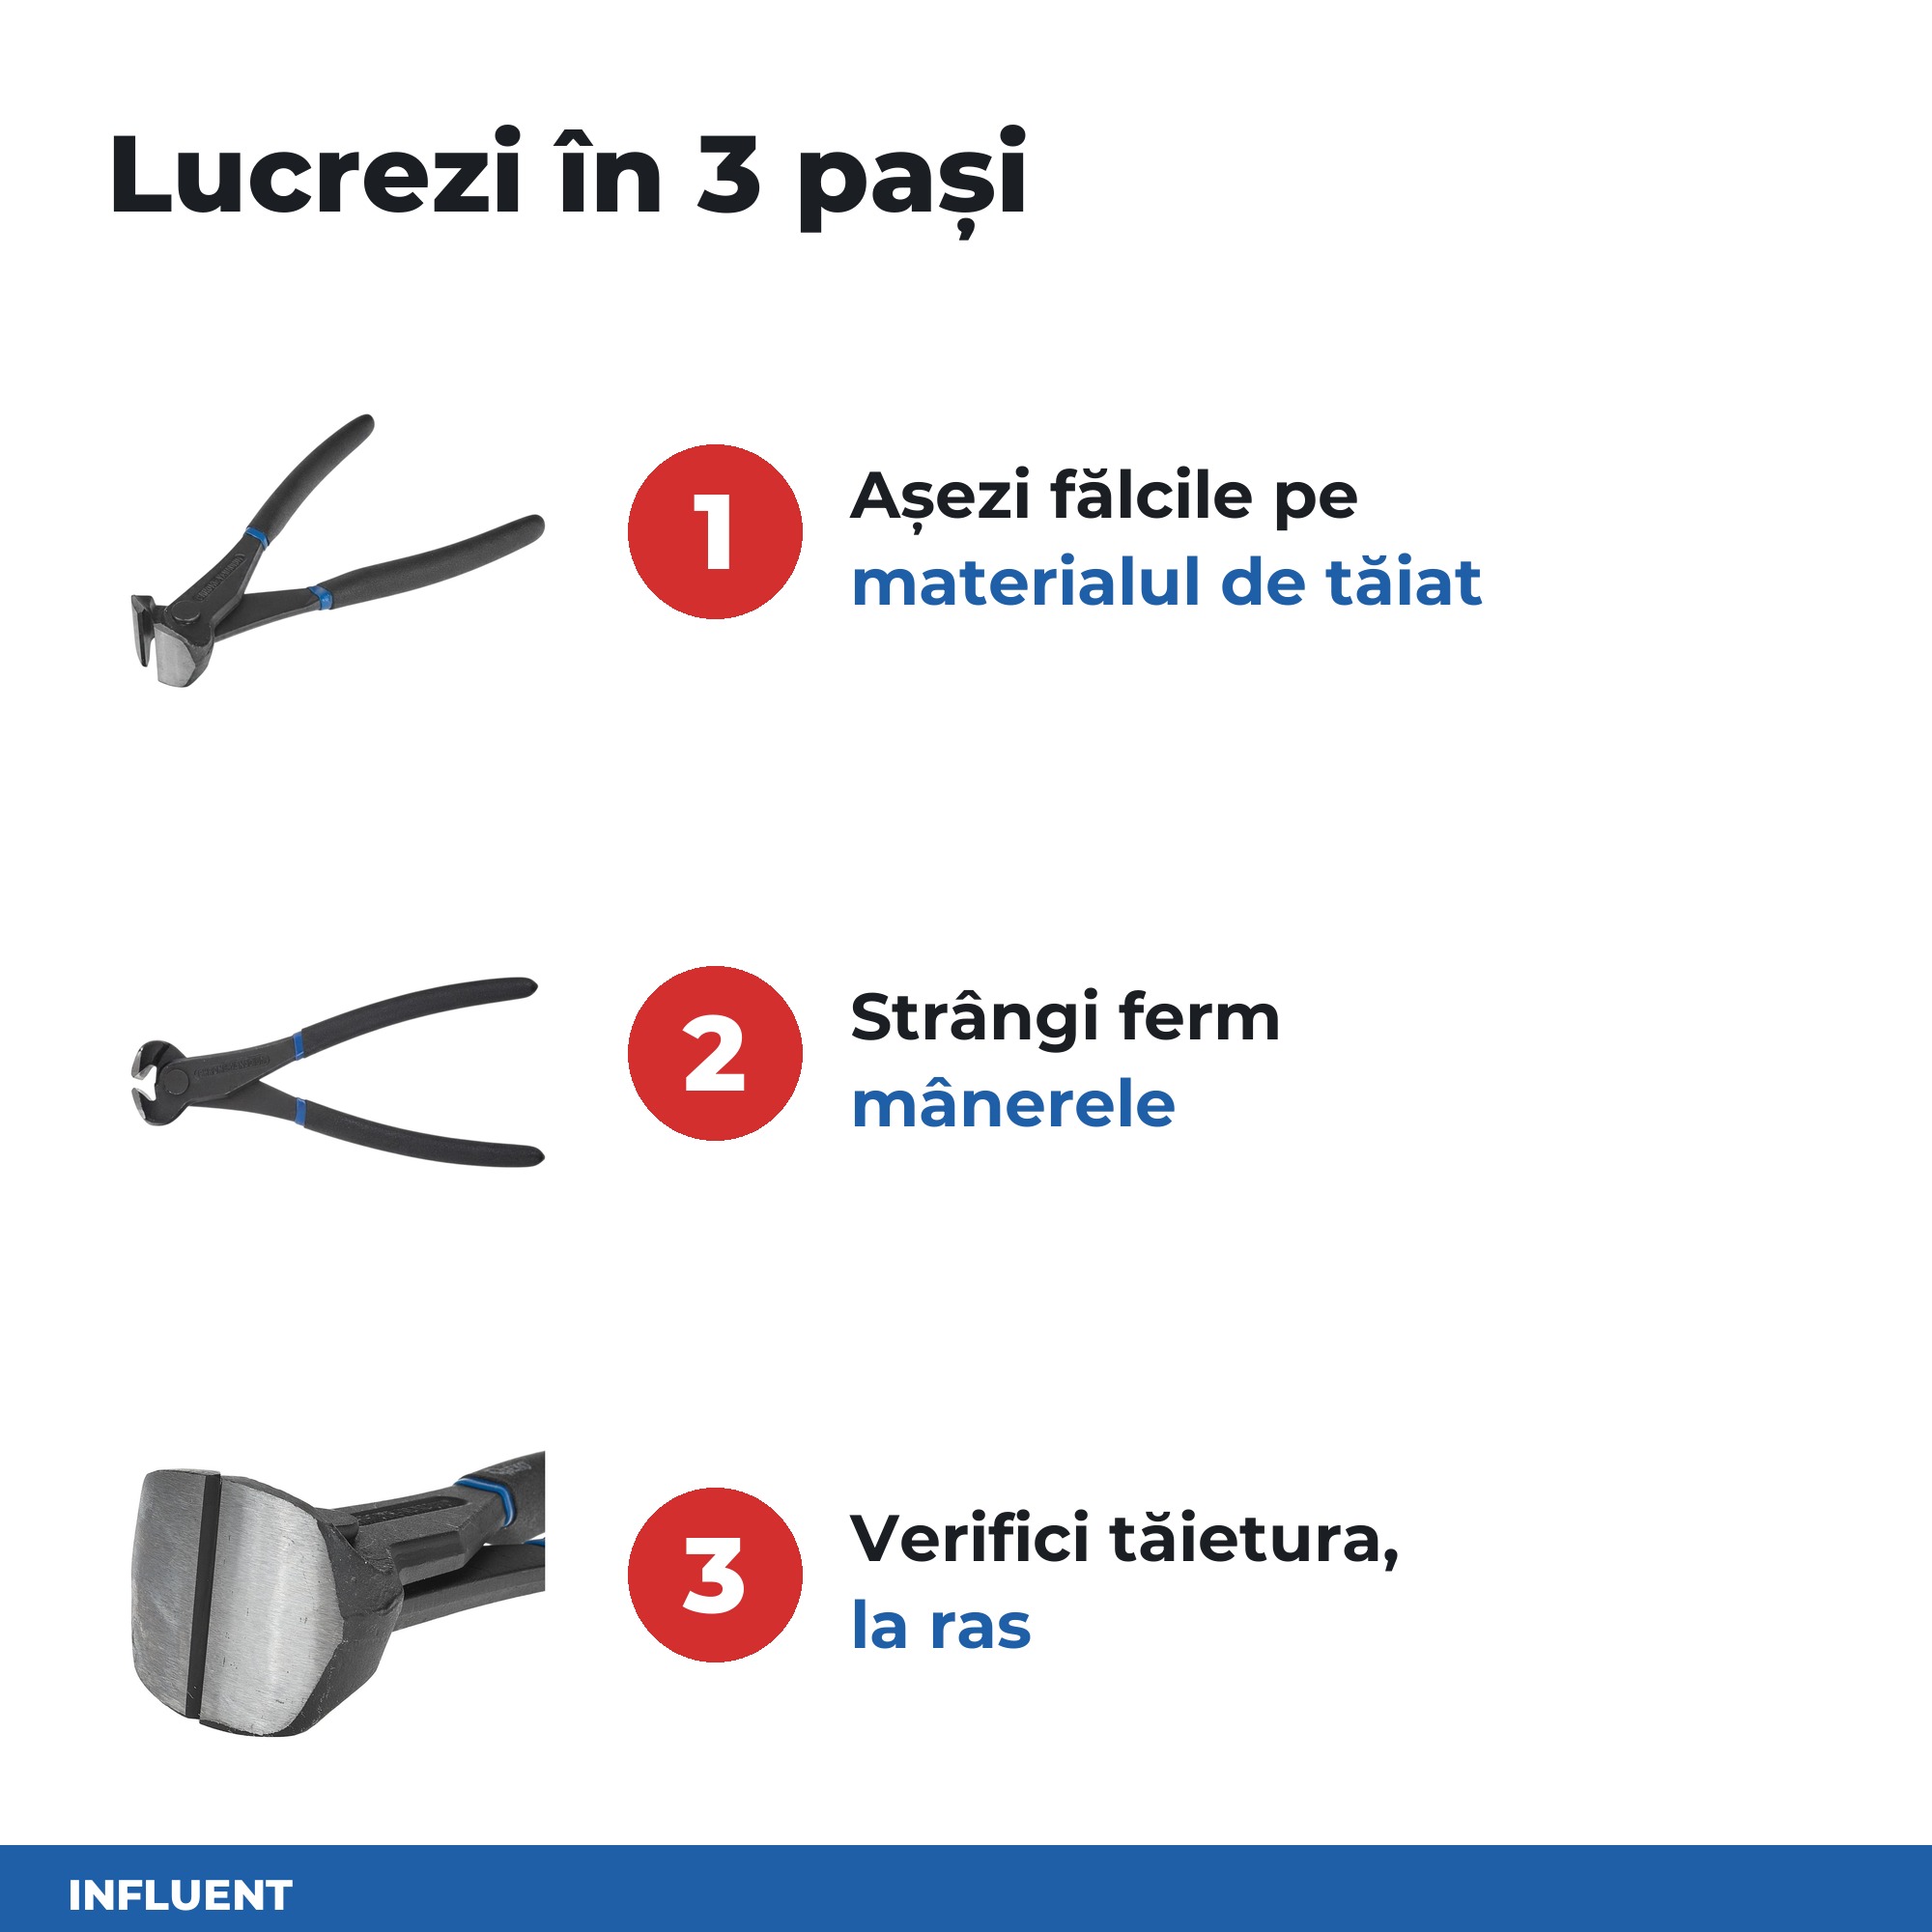 Lucrezi în 3 pași
1
Așezi fălcile pe
materialul de tăiat
2
Strângi ferm
mânerele
3
Verifici tăietura,
la ras
INFLUENT